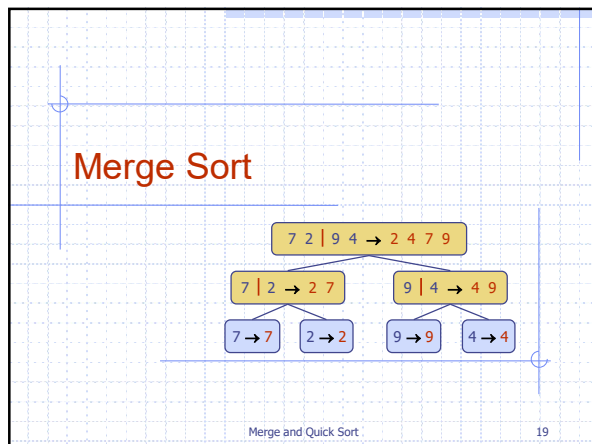 Merge Sort
7 2 | 9 4 → 2 4 7 9
7 | 2 → 2 7
9 | 4 → 4 9
7 → 7
2 → 2
9 → 9
4 → 4
Merge and Quick Sort
19